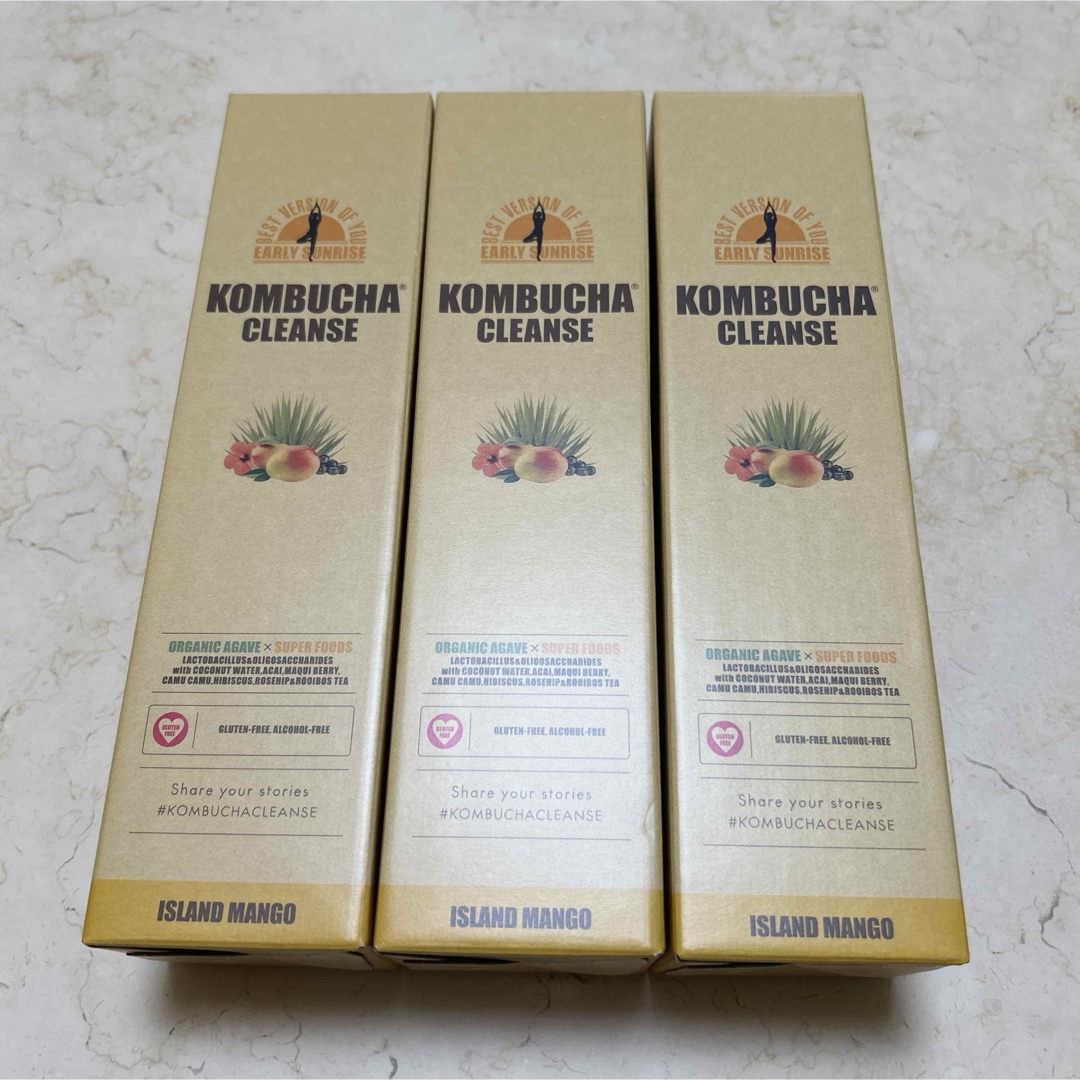 BEST VERSION OF YOU
EARLY SUNRISE
KOMBUCHA®
CLEANSE
ORGANIC AGAVE × SUPER FOODS
LACTOBACILLUS&OLIGOSACCHARIDES
with COCONUT WATER,ACAI,MAQUI BERRY,
CAMU CAMU,HIBISCUS,ROSEHIP&ROOIBOS TEA
GLUTEN
FREE
GLUTEN-FREE, ALCOHOL-FREE
Share your stories
#KOMBUCHACLEANSE
ISLAND MANGO
BEST VERSION OF YOU
EARLY SUNRISE
KOMBUCHA®
CLEANSE
ORGANIC AGAVE × SUPER FOODS
LACTOBACILLUS&OLIGOSACCHARIDES
with COCONUT WATER,ACAI,MAQUI BERRY,
CAMU CAMU,HIBISCUS,ROSEHIP&ROOIBOS TEA
GLUTEN
FREE
GLUTEN-FREE, ALCOHOL-FREE
Share your stories
#KOMBUCHACLEANSE
ISLAND MANGO
BEST VERSION OF YOU
EARLY SUNRISE
KOMBUCHA®
CLEANSE
ORGANIC AGAVE × SUPER FOODS
LACTOBACILLUS&OLIGOSACCHARIDES
with COCONUT WATER,ACAI,MAQUI BERRY,
CAMU CAMU,HIBISCUS,ROSEHIP&ROOIBOS TEA
GLUTEN
FREE
GLUTEN-FREE, ALCOHOL-FREE
Share your stories
#KOMBUCHACLEANSE
ISLAND MANGO